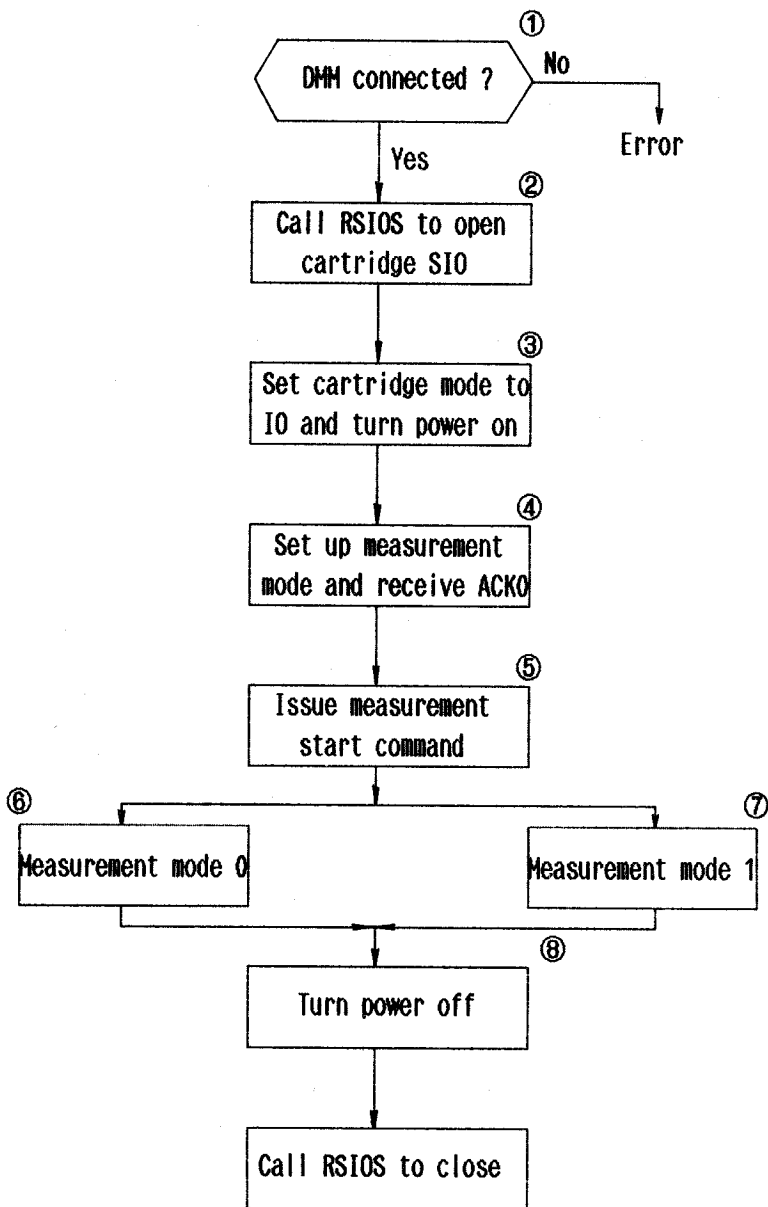 ①
DMM connected ?
No
Error
Yes
②
Call RSIOS to open
cartridge SIO
③
Set cartridge mode to
IO and turn power on
④
Set up measurement
mode and receive ACK0
⑤
Issue measurement
start command
⑥
Measurement mode 0
⑦
Measurement mode 1
⑧
Turn power off
Call RSIOS to close